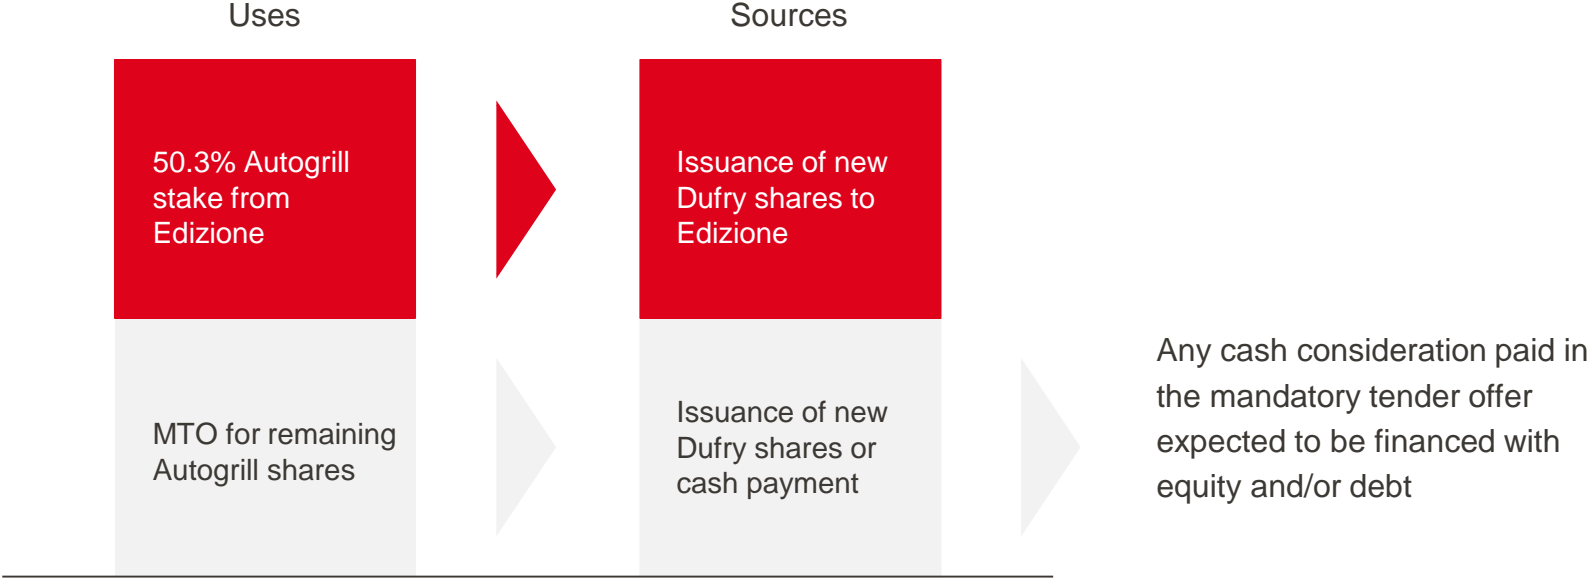 Uses
Sources
50.3% Autogrill
stake from
Edizione
Issuance of new
Dufry shares to
Edizione
MTO for remaining
Autogrill shares
Issuance of new
Dufry shares or
cash payment
Any cash consideration paid in
the mandatory tender offer
expected to be financed with
equity and/or debt